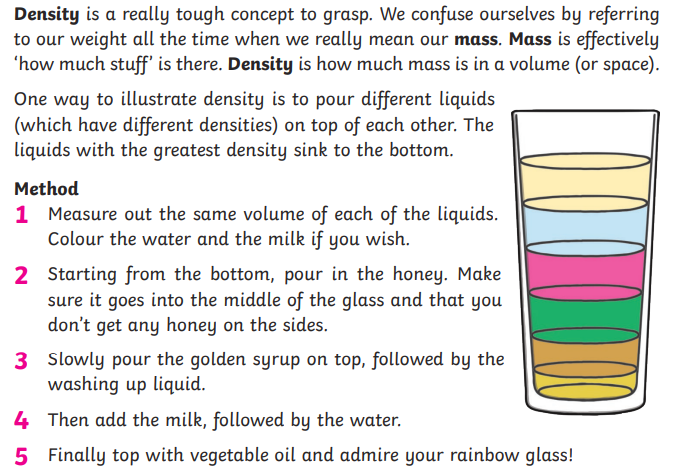 Density is a really tough concept to grasp. We confuse ourselves by referring
to our weight all the time when we really mean our mass. Mass is effectively
‘how much stuff’ is there. Density is how much mass is in a volume (or space).
One way to illustrate density is to pour different liquids
(which have different densities) on top of each other. The
liquids with the greatest density sink to the bottom.
Method
1 Measure out the same volume of each of the liquids.
Colour the water and the milk if you wish.
2 Starting from the bottom, pour in the honey. Make
sure it goes into the middle of the glass and that you
don’t get any honey on the sides.
3 Slowly pour the golden syrup on top, followed by the
washing up liquid.
4 Then add the milk, followed by the water.
5 Finally top with vegetable oil and admire your rainbow glass!